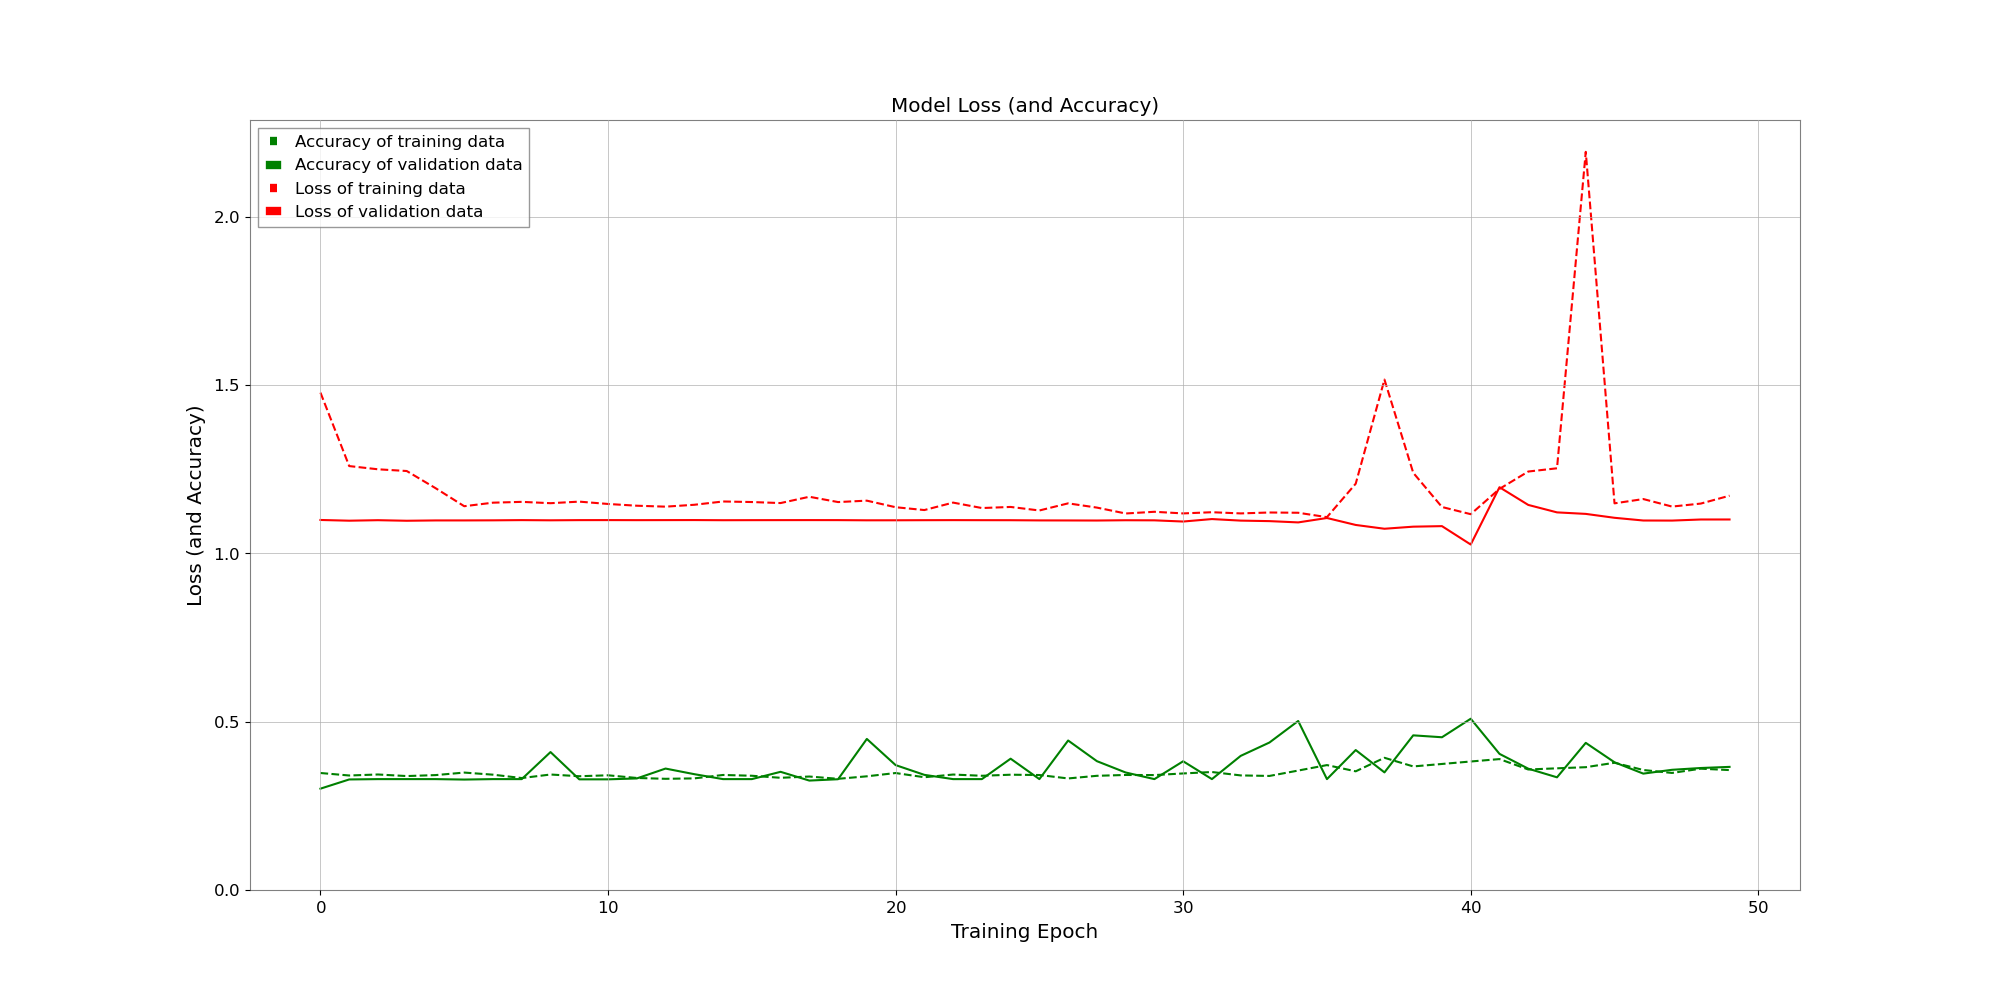 Model Loss (and Accuracy)
Accuracy of training data
Accuracy of validation data
Loss of training data
Loss of validation data
2.0
1.5
1.0
0.5
0.0
Loss (and Accuracy)
0 10 20 30 40 50
Training Epoch